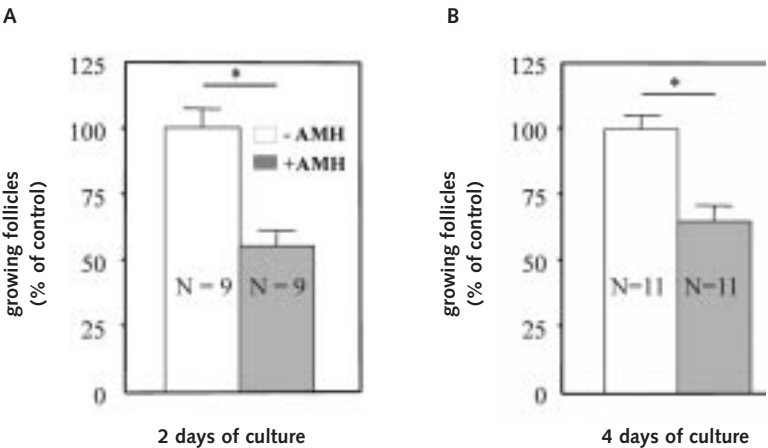 A
125
100
75
50
25
0
growing follicles
(% of control)
*
- AMH
+AMH
N = 9 N = 9
2 days of culture
B
125
100
75
50
25
0
growing follicles
(% of control)
*
N=11 N=11
4 days of culture